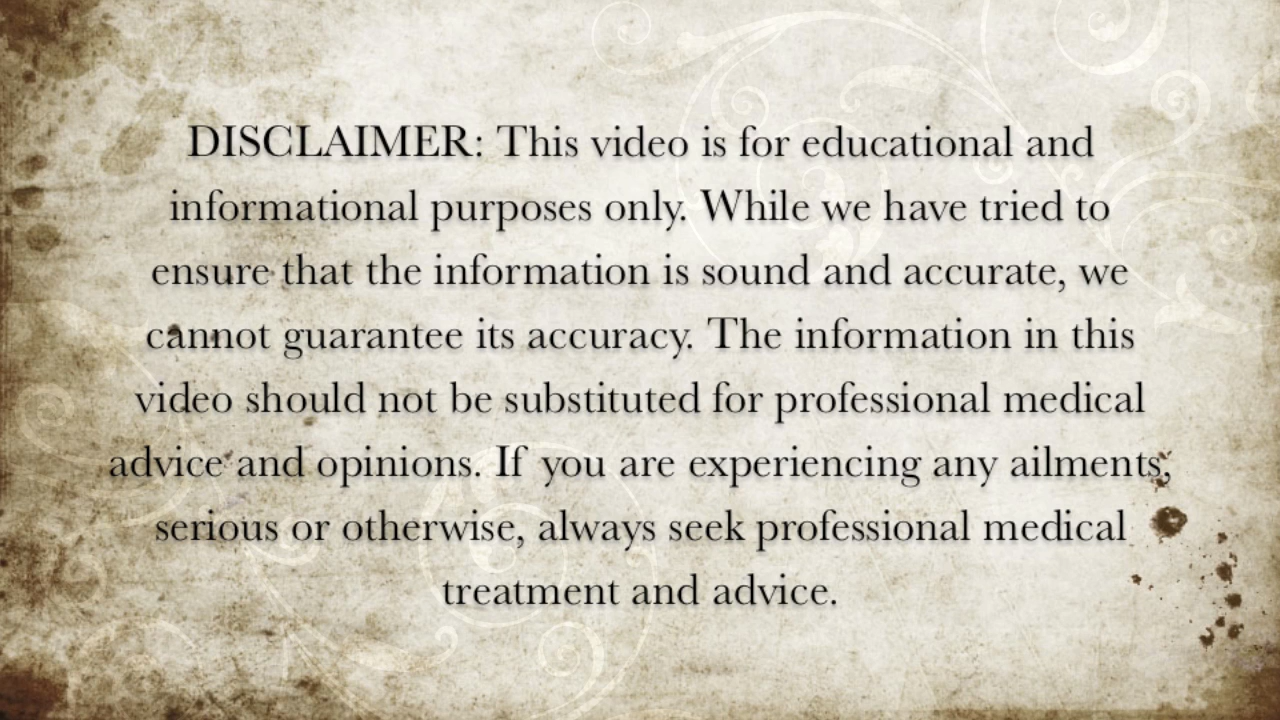 DISCLAIMER: This video is for educational and
informational purposes only. While we have tried to
ensure that the information is sound and accurate, we
cannot guarantee its accuracy. The information in this
video should not be substituted for professional medical
advice and opinions. If you are experiencing any ailments,
serious or otherwise, always seek professional medical
treatment and advice.